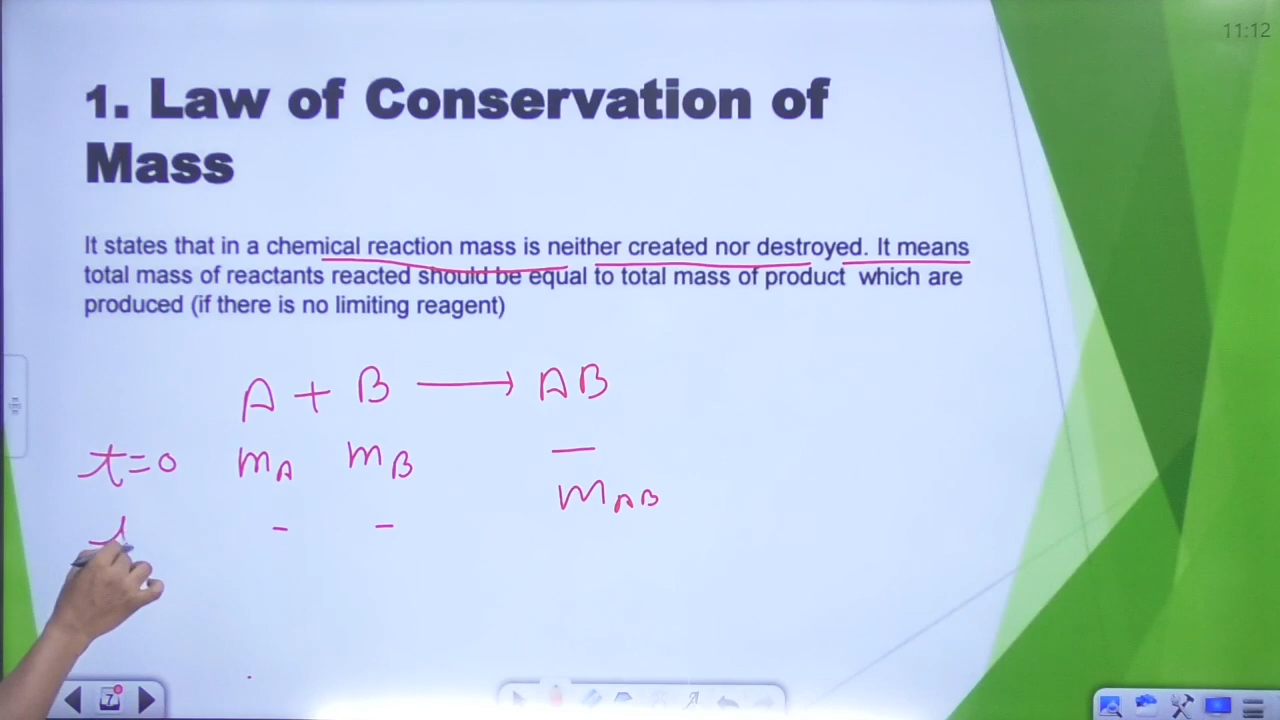 11:12
1. Law of Conservation of
Mass
It states that in a chemical reaction mass is neither created nor destroyed. It means
total mass of reactants reacted should be equal to total mass of product which are
produced (if there is no limiting reagent)
A + B ⟶ AB
t=0 mA mB —
t - - mAB
7